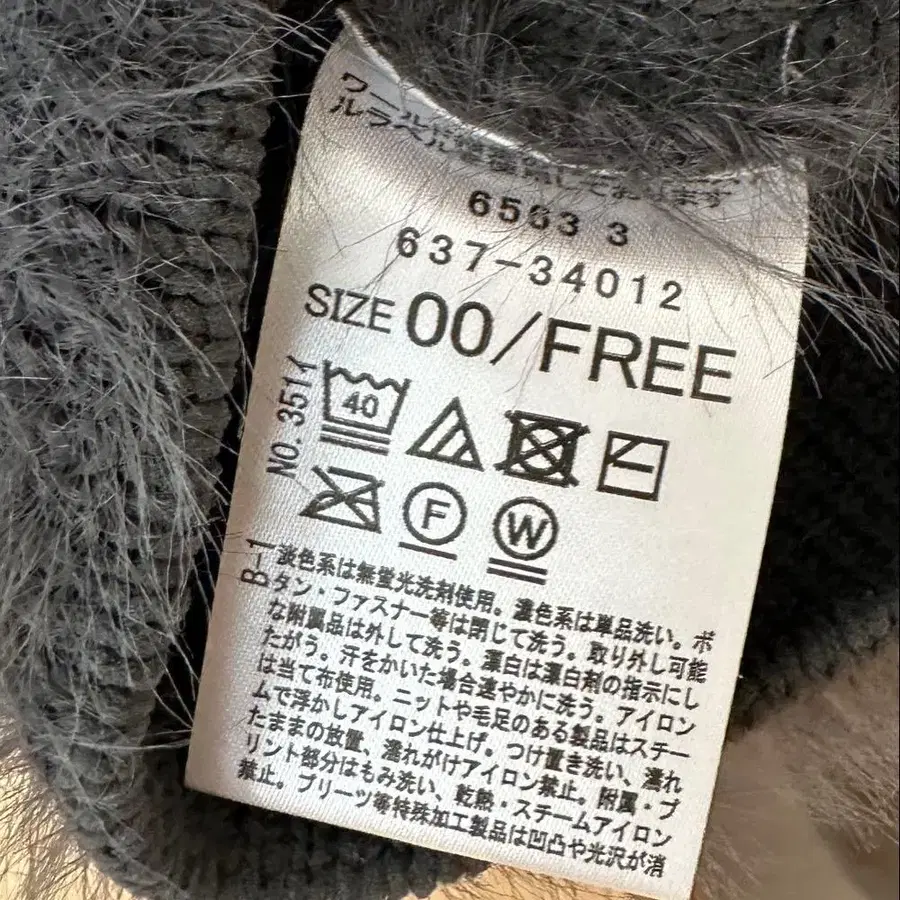 6563 3
637-34012
SIZE 00/FREE
NO. 351イ
40
F
W
B-1
淡色系は無蛍光洗剤使用。濃色系は単品洗い。ボ
タン・ファスナー等は閉じて洗う。取り外し可能
な附属品は外して洗う。漂白は漂白剤の指示にし
たがう。汗をかいた場合速やかに洗う。アイロン
は当て布使用。ニットや毛足のある製品はスチー
ムで浮かしアイロン仕上げ。つけ置き洗い、濡れ
たままの放置、濡れがけアイロン禁止。附属・プ
リント部分はもみ洗い、乾熱・スチームアイロン
禁止。プリーツ等特殊加工製品は凹凸や光沢が消